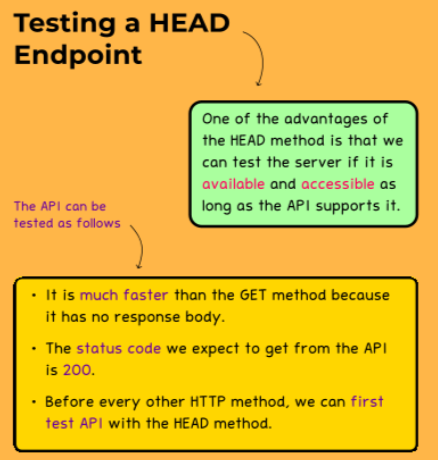 Testing a HEAD
Endpoint
One of the advantages of
the HEAD method is that we
can test the server if it is
available and accessible as
long as the API supports it.
The API can be
tested as follows
• It is much faster than the GET method because
it has no response body.
• The status code we expect to get from the API
is 200.
• Before every other HTTP method, we can first
test API with the HEAD method.